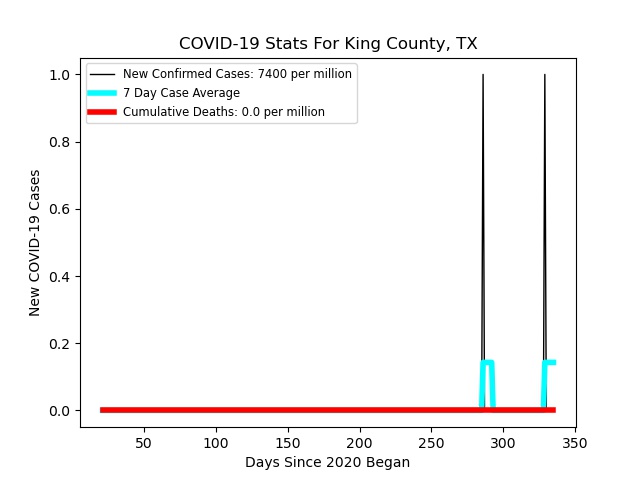 COVID-19 Stats For King County, TX
New Confirmed Cases: 7400 per million
7 Day Case Average
Cumulative Deaths: 0.0 per million
New COVID-19 Cases
1.0
0.8
0.6
0.4
0.2
0.0
50 100 150 200 250 300 350
Days Since 2020 Began